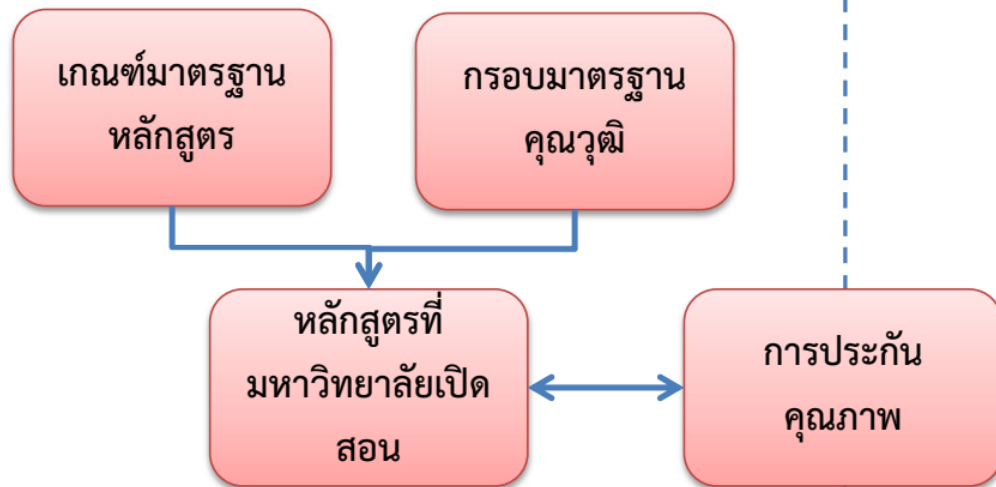 เกณฑ์มาตรฐาน
หลักสูตร
กรอบมาตรฐาน
คุณวุฒิ
หลักสูตรที่
มหาวิทยาลัยเปิด
สอน
การประกัน
คุณภาพ